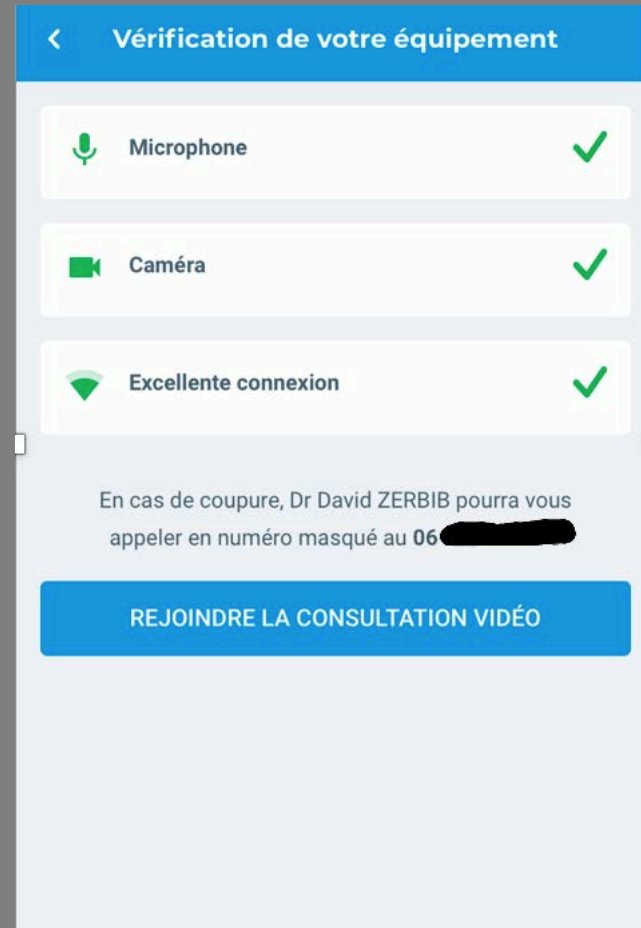 Vérification de votre équipement
Microphone
Caméra
Excellente connexion
En cas de coupure, Dr David ZERBIB pourra vous
appeler en numéro masqué au 06
REJOINDRE LA CONSULTATION VIDÉO